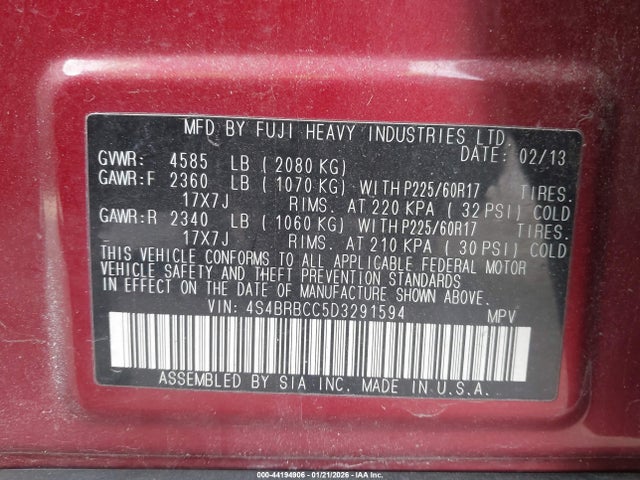 MFD BY FUJI HEAVY INDUSTRIES LTD.
DATE: 02/13
GVWR: 4585 LB (2080 KG)
GAWR:F 2360 LB (1070 KG) WITH P225/60R17 TIRES.
17X7J RIMS. AT 220 KPA (32 PSI) COLD
GAWR:R 2340 LB (1060 KG) WITH P225/60R17 TIRES.
17X7J RIMS. AT 210 KPA (30 PSI) COLD
THIS VEHICLE CONFORMS TO ALL APPLICABLE FEDERAL MOTOR
VEHICLE SAFETY AND THEFT PREVENTION STANDARDS
IN EFFECT ON THE DATE OF MANUFACTURE SHOWN ABOVE.
VIN: 4S4BRBCC5D3291594 MPV
ASSEMBLED BY SIA INC. MADE IN U.S.A.
000-44194906 - 01/21/2026 - © IAA Inc.